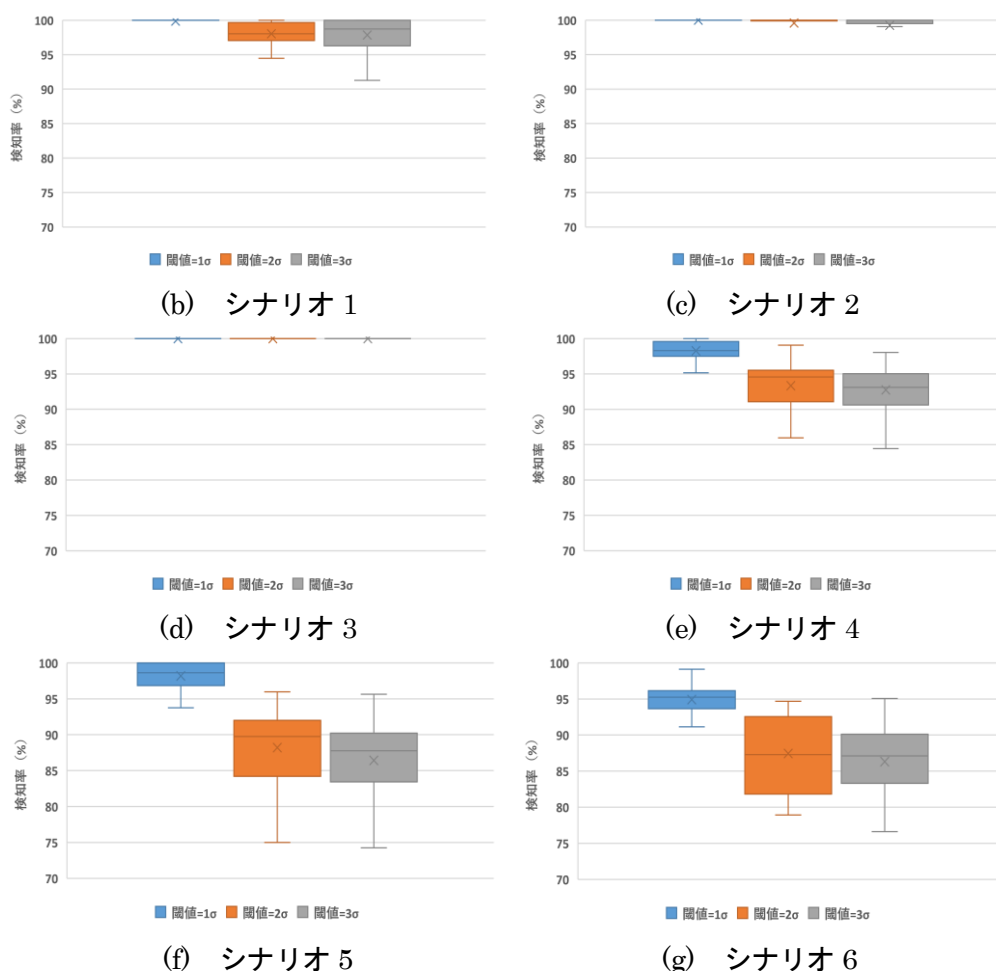 検知率（%）
100
95
90
85
80
75
70
閾値=1σ 閾値=2σ 閾値=3σ
(b) シナリオ 1
検知率（%）
100
95
90
85
80
75
70
閾値=1σ 閾値=2σ 閾値=3σ
(c) シナリオ 2
検知率（%）
100
95
90
85
80
75
70
閾値=1σ 閾値=2σ 閾値=3σ
(d) シナリオ 3
検知率（%）
100
95
90
85
80
75
70
閾値=1σ 閾値=2σ 閾値=3σ
(e) シナリオ 4
検知率（%）
100
95
90
85
80
75
70
閾値=1σ 閾値=2σ 閾値=3σ
(f) シナリオ 5
検知率（%）
100
95
90
85
80
75
70
閾値=1σ 閾値=2σ 閾値=3σ
(g) シナリオ 6